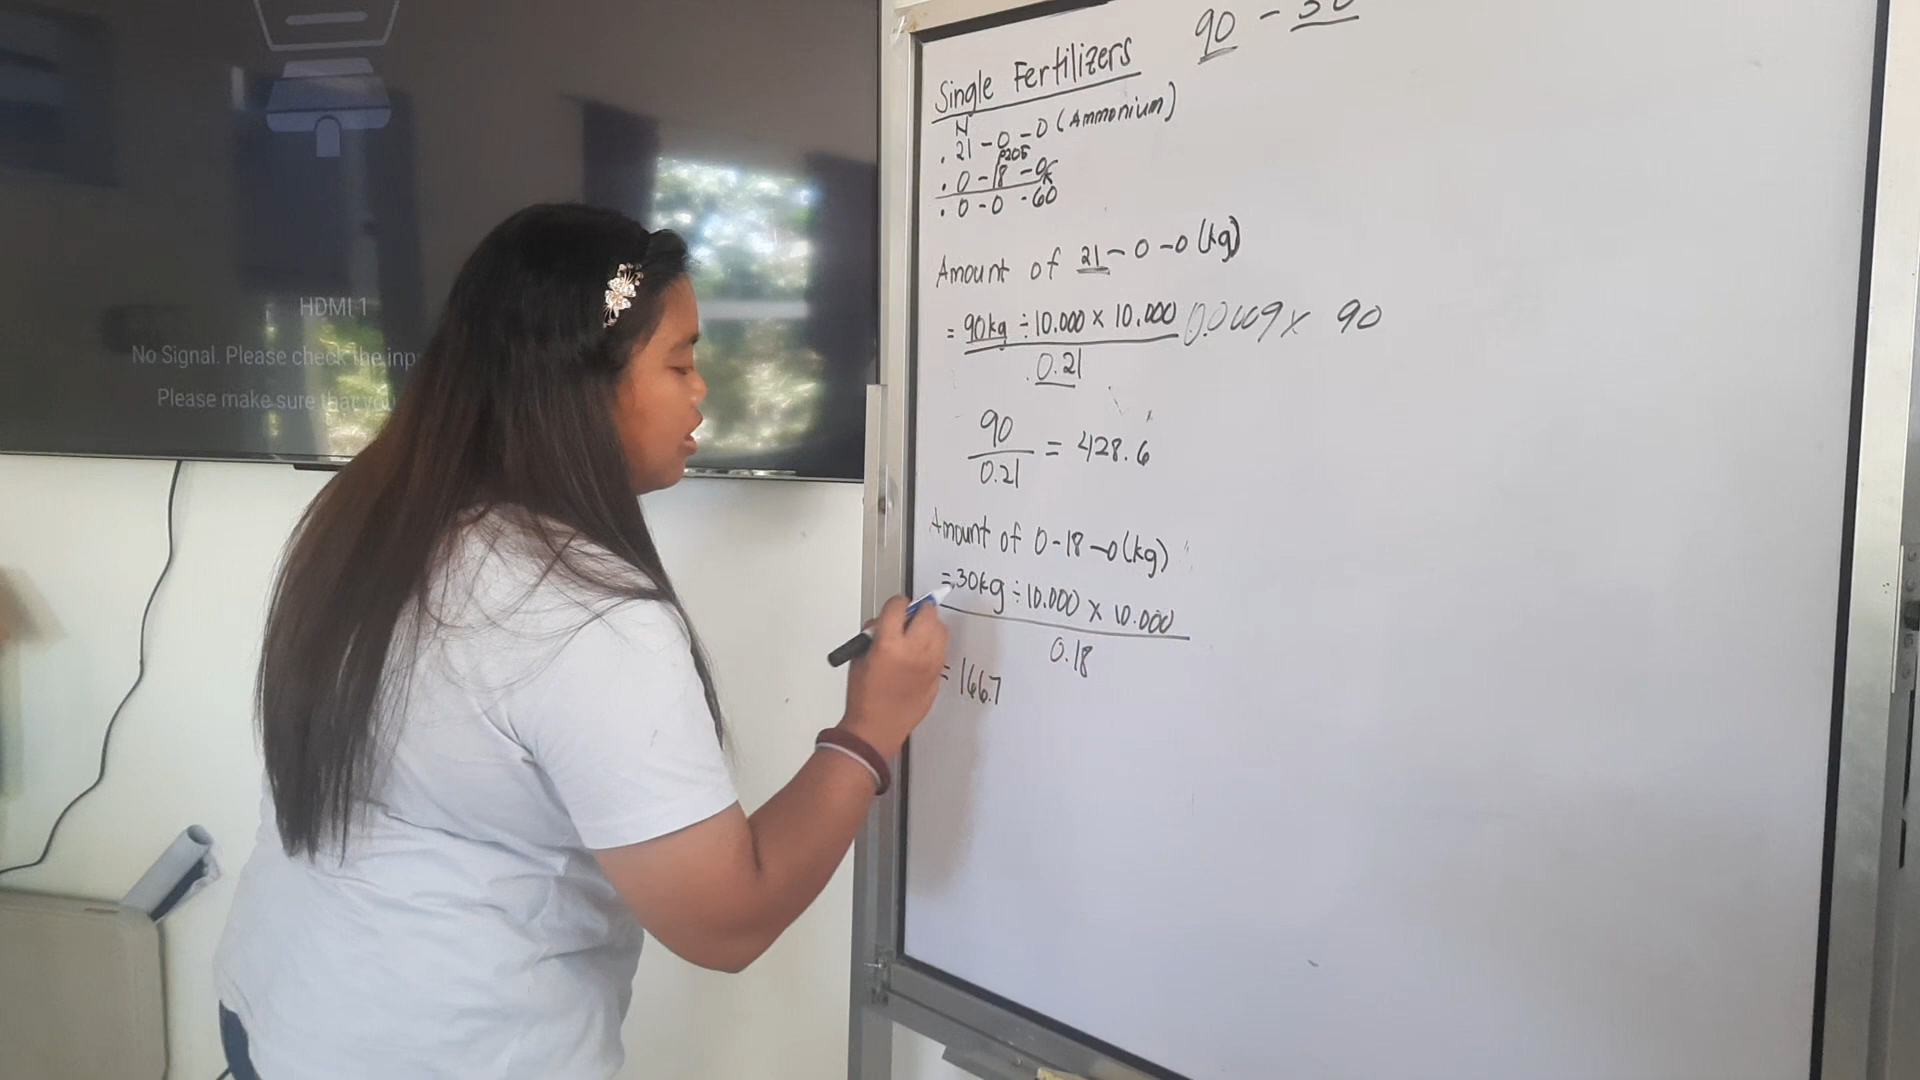 90 - 30
Single Fertilizers
N
. 21 - 0 - 0 (Ammonium)
P2O5
. 0 - 18 - 0
K
. 0 - 0 - 60
Amount of 21 - 0 - 0 (kg)
= 90kg ÷ 10.000 x 10.000
0.21
x 90
90
0.21
= 428.6
Amount of 0 - 18 - 0 (kg)
= 30kg ÷ 10.000 x 10.000
0.18
= 166.7
HDMI 1
No Signal. Please check the
Please make sure that you